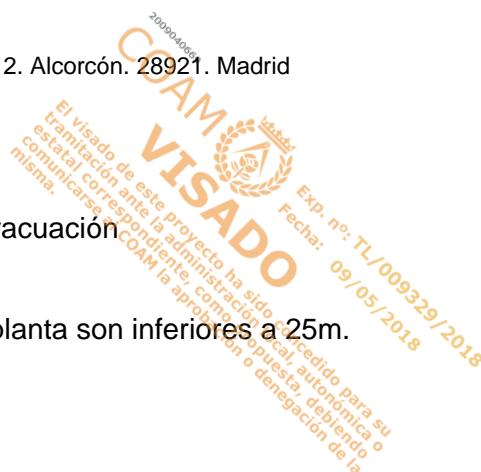 2. Alcorcón. 28921. Madrid
2009040660
COAM
VISADO
Exp. nº: TL/009329/2018
Fecha: 09/05/2018
El visado de este proyecto ha sido concedido para su
tramitación ante la administración local, autonómica o
estatal correspondiente, como propuesta, debiendo
comunicarse al COAM la aprobación o denegación de la
misma.
vacuación
planta son inferiores a 25m.